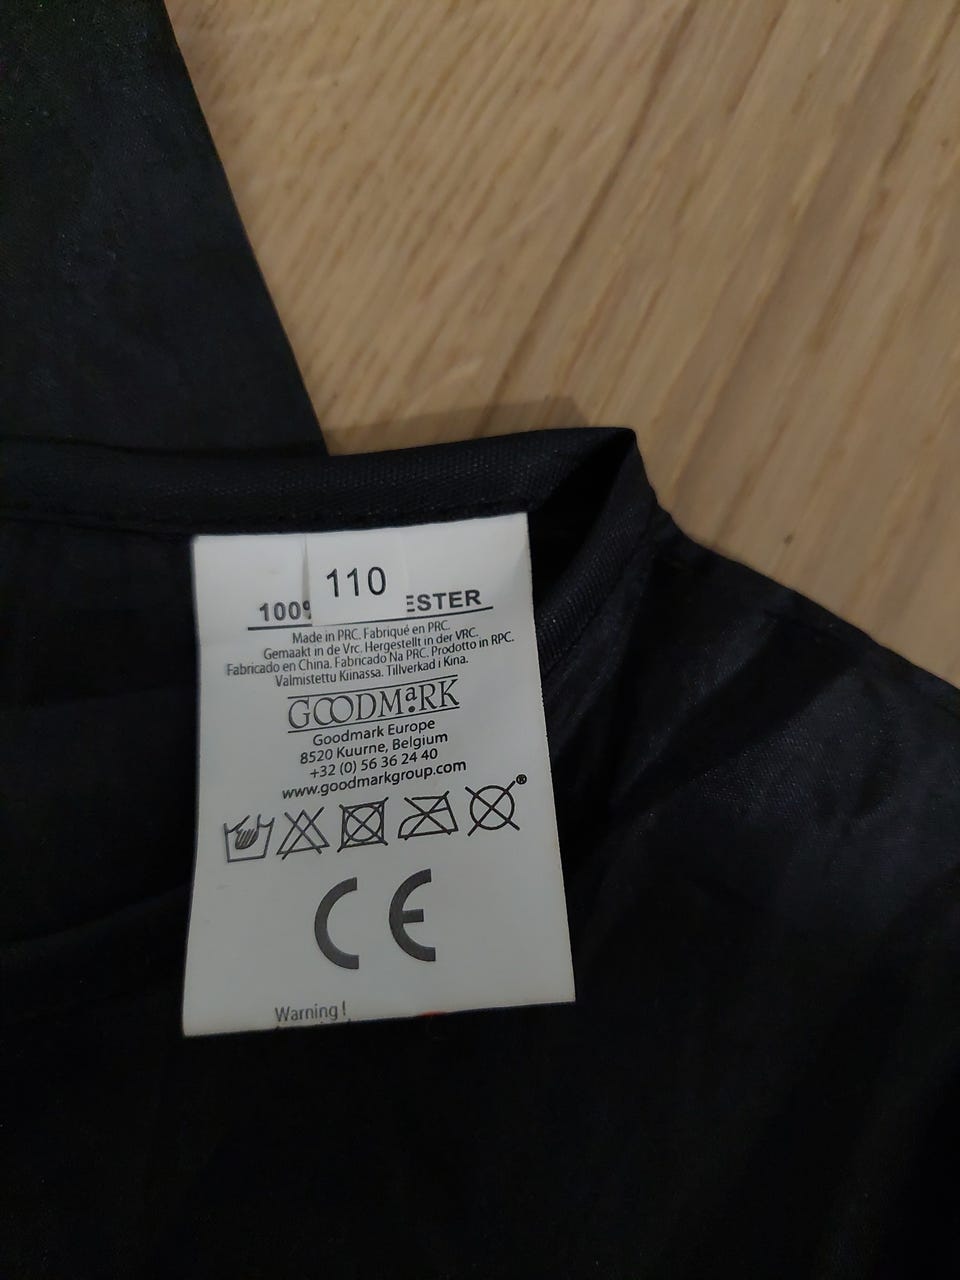 110
100% ESTER
Made in PRC. Fabriqué en PRC.
Gemaakt in de Vrc. Hergestellt in der VRC.
Fabricado en China. Fabricado Na PRC. Prodotto in RPC.
Valmistettu Kiinassa. Tillverkad i Kina.
GOODMaRK
Goodmark Europe
8520 Kuurne, Belgium
+32 (0) 56 36 24 40
www.goodmarkgroup.com
CE
Warning !